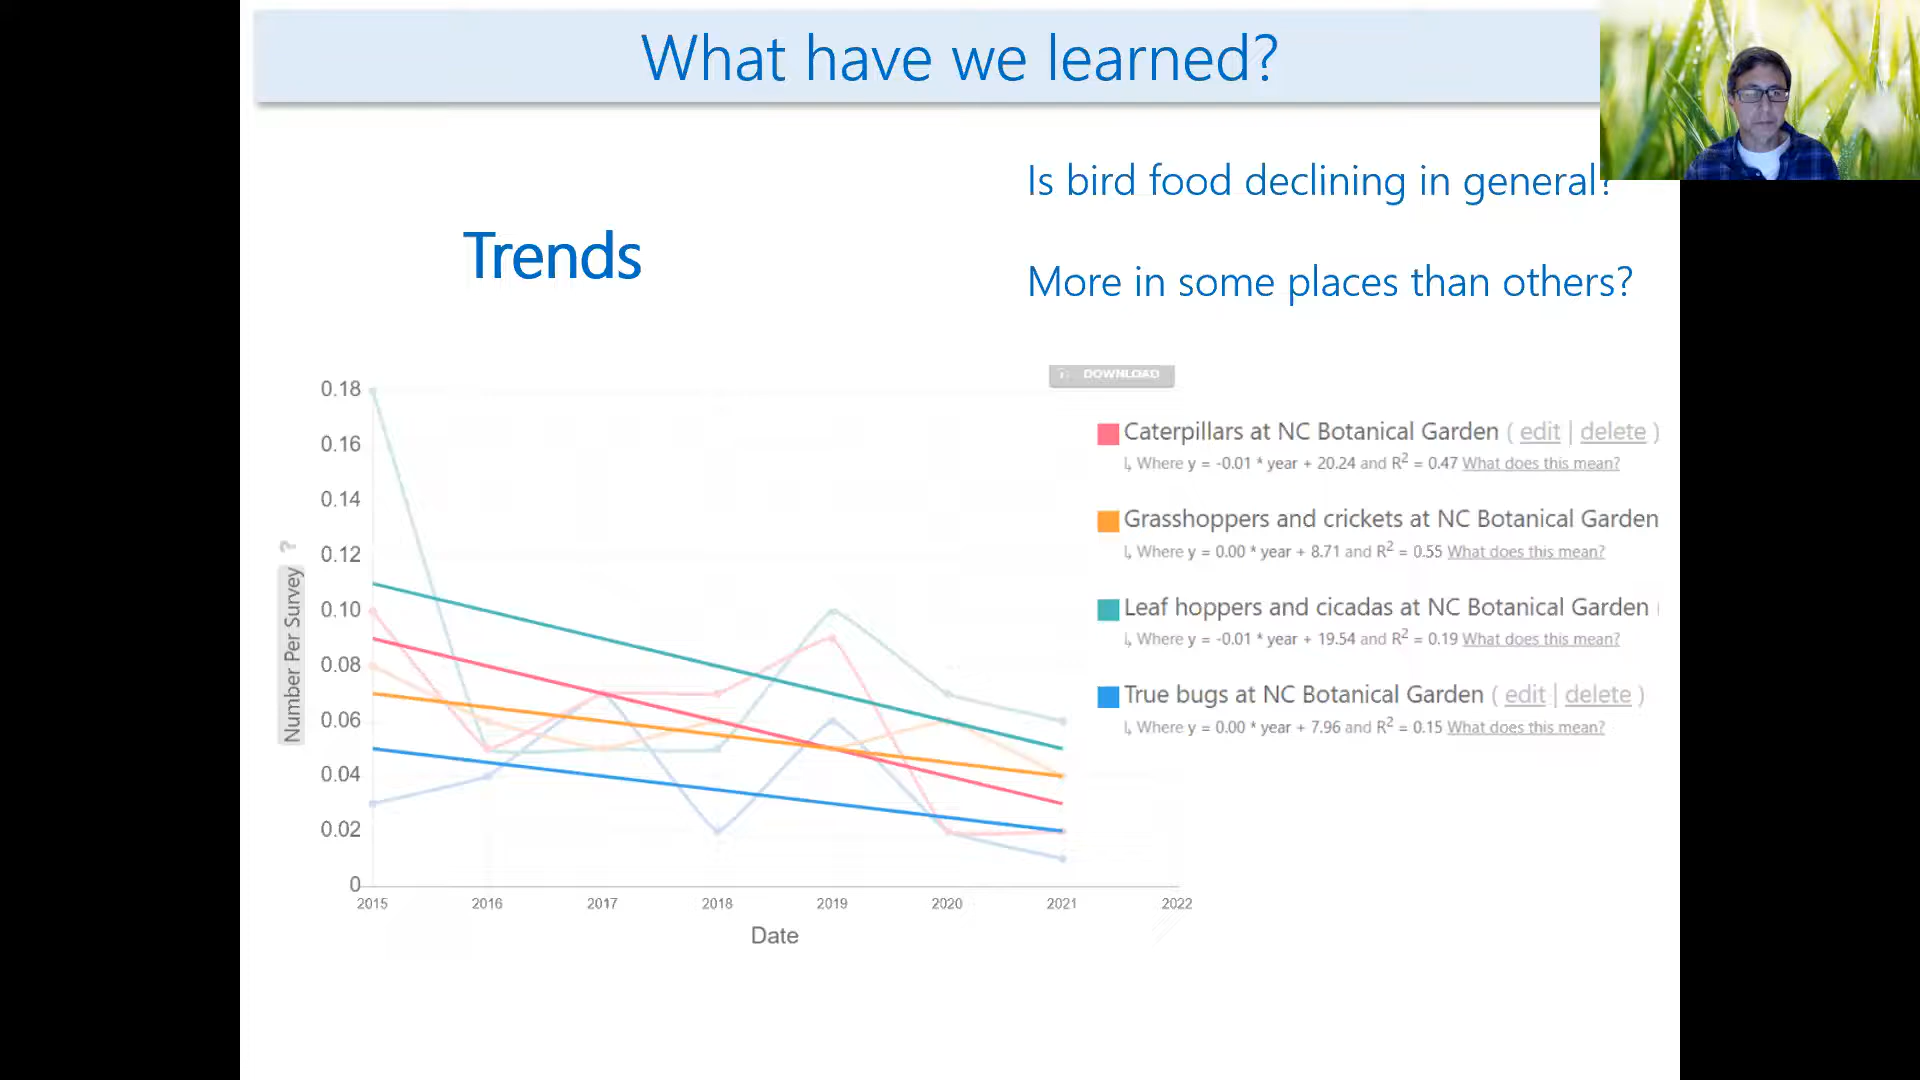 What have we learned?
Is bird food declining in general?
Trends
More in some places than others?
DOWNLOAD
0.18
0.16
0.14
0.12
0.10
0.08
0.06
0.04
0.02
0
Number Per Survey ?
2015 2016 2017 2018 2019 2020 2021 2022
Date
Caterpillars at NC Botanical Garden ( edit | delete )
↳ Where y = -0.01 * year + 20.24 and R² = 0.47 What does this mean?
Grasshoppers and crickets at NC Botanical Garden
↳ Where y = 0.00 * year + 8.71 and R² = 0.55 What does this mean?
Leaf hoppers and cicadas at NC Botanical Garden (
↳ Where y = -0.01 * year + 19.54 and R² = 0.19 What does this mean?
True bugs at NC Botanical Garden ( edit | delete )
↳ Where y = 0.00 * year + 7.96 and R² = 0.15 What does this mean?